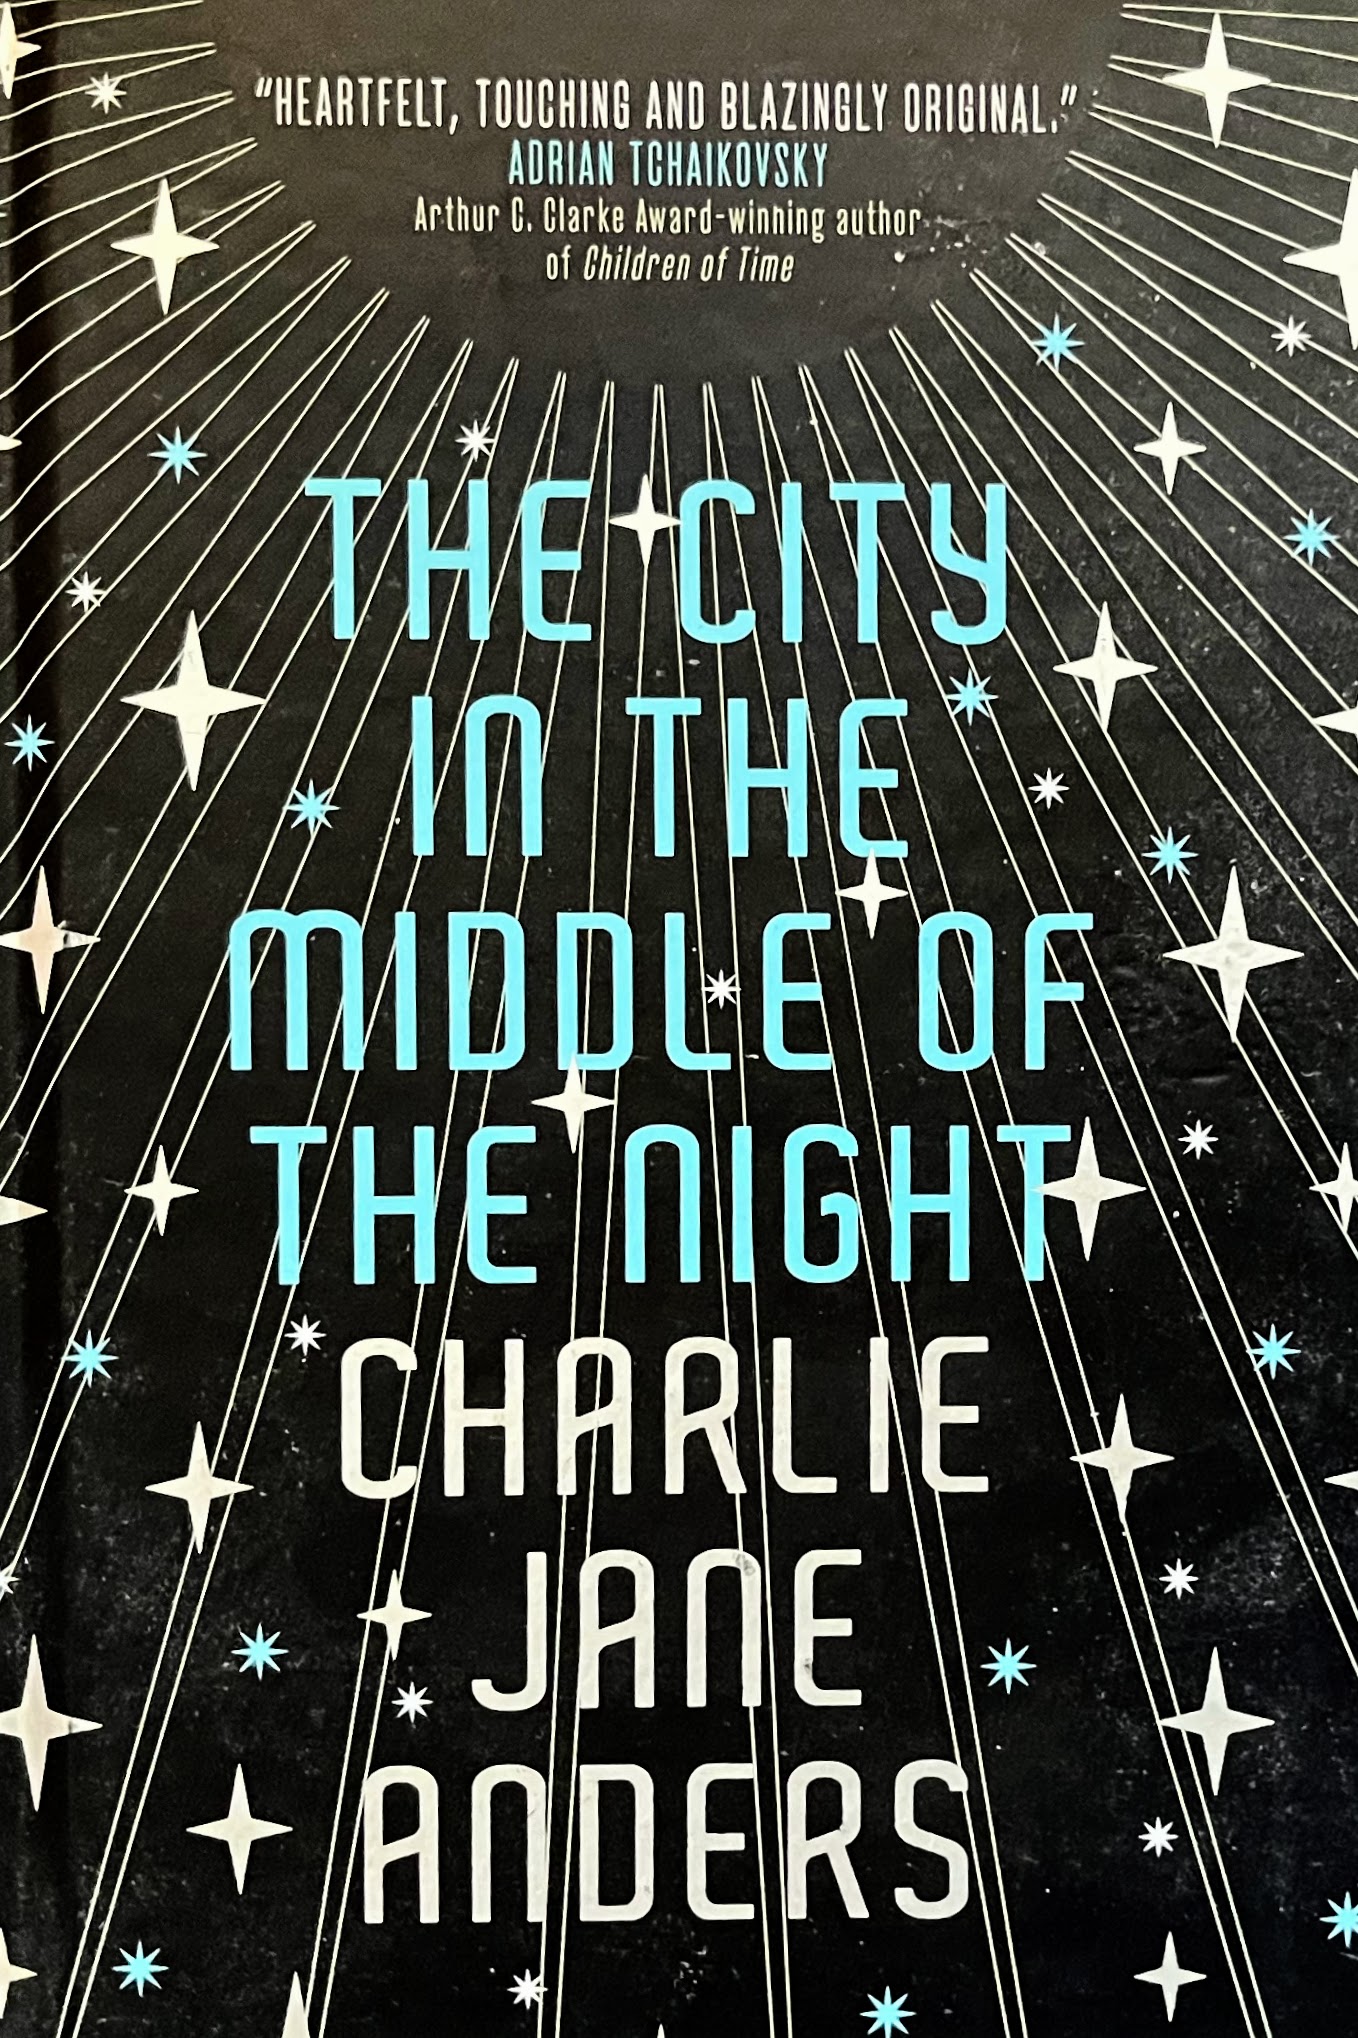 “HEARTFELT, TOUCHING AND BLAZINGLY ORIGINAL.”
ADRIAN TCHAIKOVSKY
Arthur C. Clarke Award-winning author
of Children of Time
THE CITY
IN THE
MIDDLE OF
THE NIGHT
CHARLIE
JANE
ANDERS